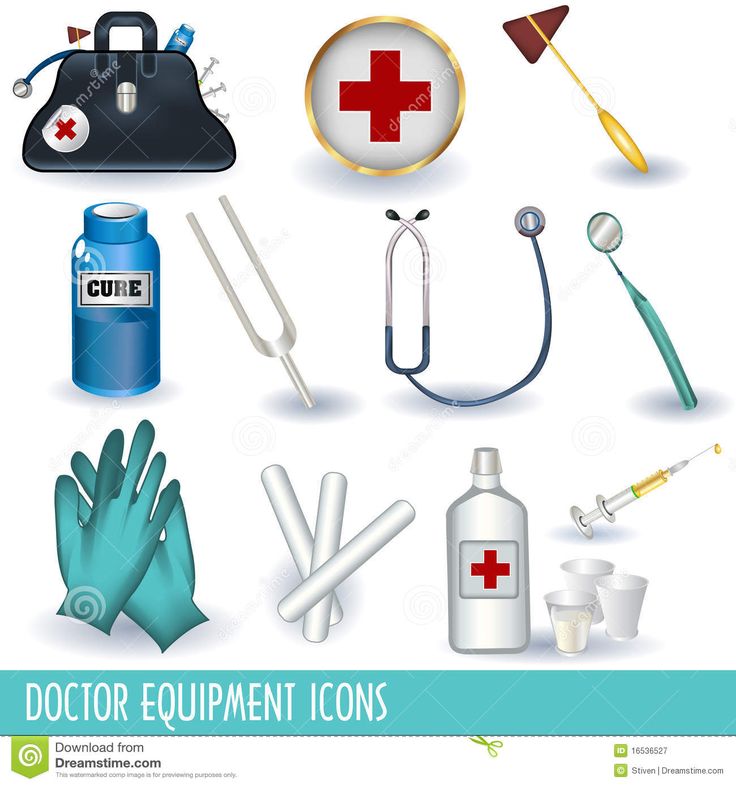 CURE
DOCTOR EQUIPMENT ICONS
Download from
Dreamstime.com
This watermarked comp image is for previewing purposes only.
ID 16536527
© Stiven | Dreamstime.com